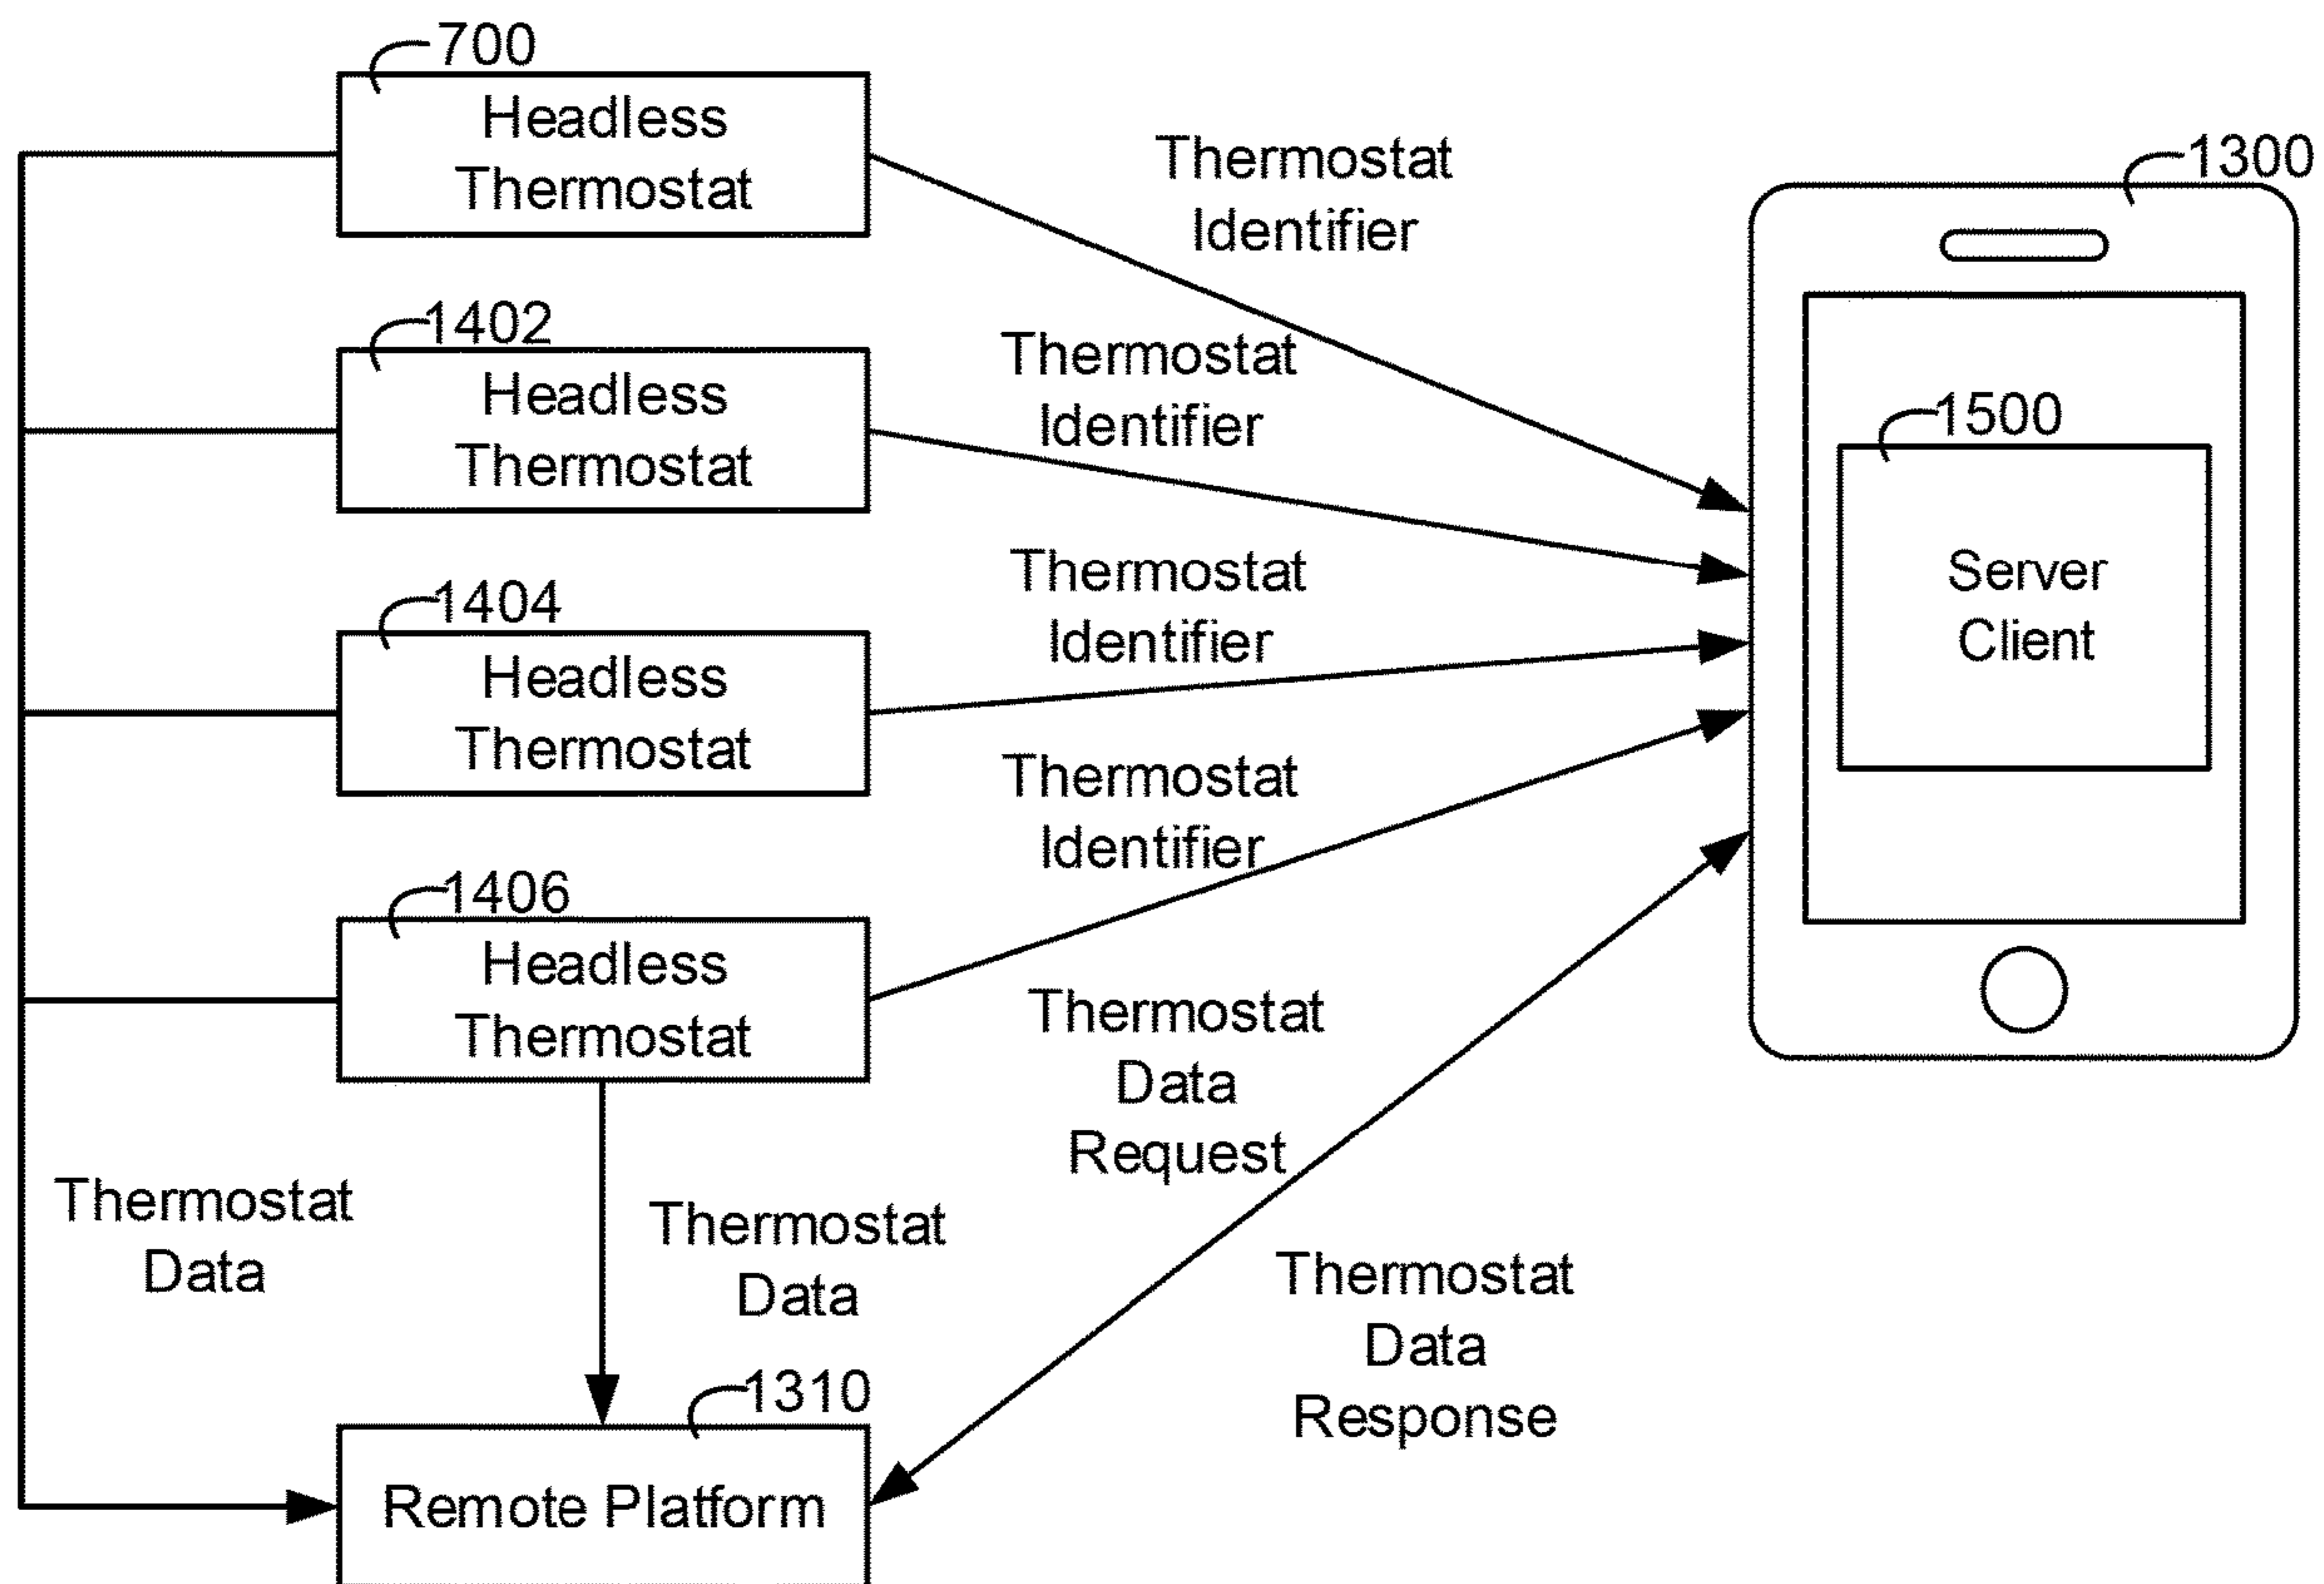 700
Headless
Thermostat
Thermostat
Identifier
1300
1402
Headless
Thermostat
Thermostat
Identifier
1500
Server
Client
1404
Headless
Thermostat
Thermostat
Identifier
1406
Headless
Thermostat
Thermostat
Identifier
Thermostat
Data
Request
Thermostat
Data
Thermostat
Data
Thermostat
Data
Response
1310
Remote Platform